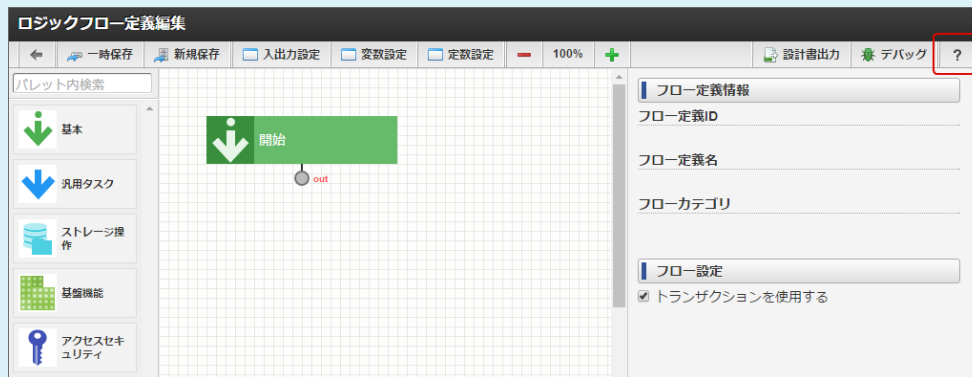 ロジックフロー定義編集
一時保存 新規保存 入出力設定 変数設定 定数設定 100% 設計書出力 デバッグ ?
パレット内検索
基本
汎用タスク
ストレージ操
作
基盤機能
アクセスセキ
ュリティ
開始
out
フロー定義情報
フロー定義ID
フロー定義名
フローカテゴリ
フロー設定
トランザクションを使用する